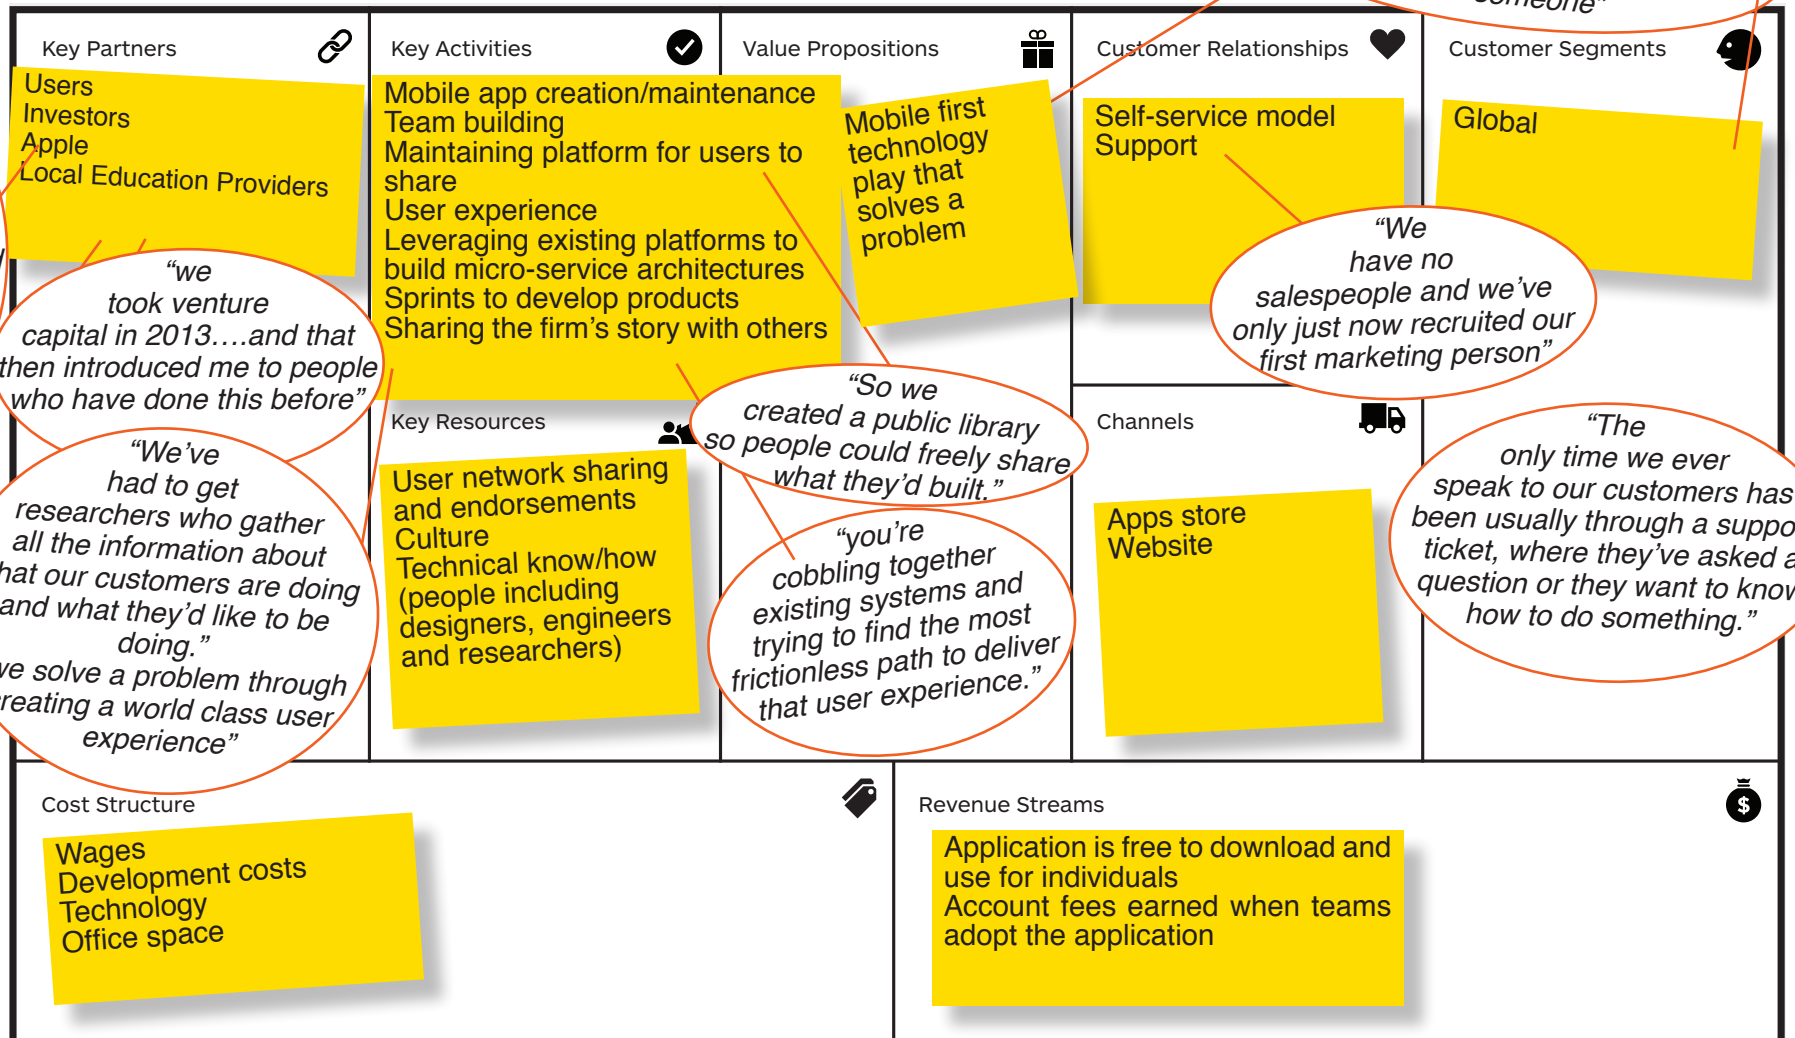 someone”
Key Partners
Users
Investors
Apple
Local Education Providers
“we
took venture
capital in 2013....and that
then introduced me to people
who have done this before”
“We’ve
had to get
researchers who gather
all the information about
our customers are doing
and what they’d like to be
doing.”
solve a problem through
creating a world class user
experience”
Key Activities
Mobile app creation/maintenance
Team building
Maintaining platform for users to
share
User experience
Leveraging existing platforms to
build micro-service architectures
Sprints to develop products
Sharing the firm’s story with others
Key Resources
User network sharing
and endorsements
Culture
Technical know/how
(people including
designers, engineers
and researchers)
Value Propositions
Mobile first
technology
play that
solves a
problem
“So we
created a public library
so people could freely share
what they’d built.”
“you’re
cobbling together
existing systems and
trying to find the most
frictionless path to deliver
that user experience.”
Customer Relationships
Self-service model
Support
“We
have no
salespeople and we’ve
only just now recruited our
first marketing person”
Channels
Apps store
Website
Customer Segments
Global
“The
only time we ever
speak to our customers has
been usually through a
ticket, where they’ve asked a
question or they want to know
how to do something.”
Cost Structure
Wages
Development costs
Technology
Office space
Revenue Streams
$
Application is free to download and
use for individuals
Account fees earned when teams
adopt the application